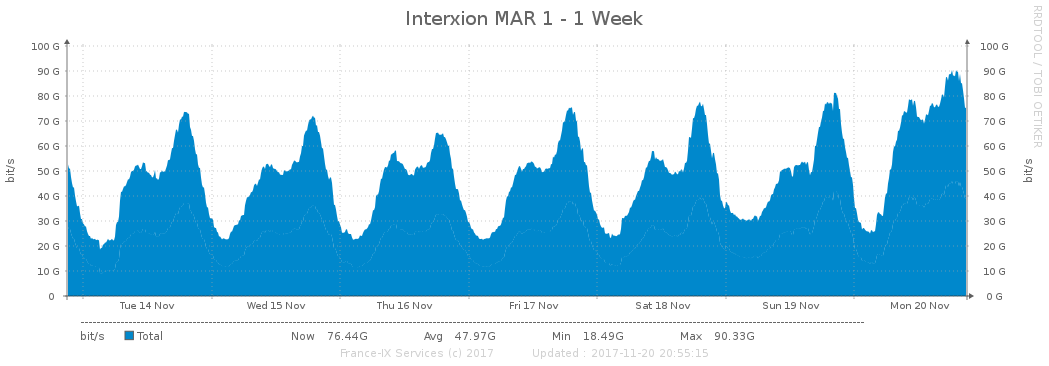 Interxion MAR 1 - 1 Week
RRDTOOL / TOBI OETIKER
100 G 100 G
90 G 90 G
80 G 80 G
70 G 70 G
60 G 60 G
50 G 50 G
40 G 40 G
30 G 30 G
20 G 20 G
10 G 10 G
0 0 G
bit/s
bit/s
Tue 14 Nov Wed 15 Nov Thu 16 Nov Fri 17 Nov Sat 18 Nov Sun 19 Nov Mon 20 Nov
bit/s Total Now 76.44G Avg 47.97G Min 18.49G Max 90.33G
France-IX Services (c) 2017 Updated : 2017-11-20 20:55:15